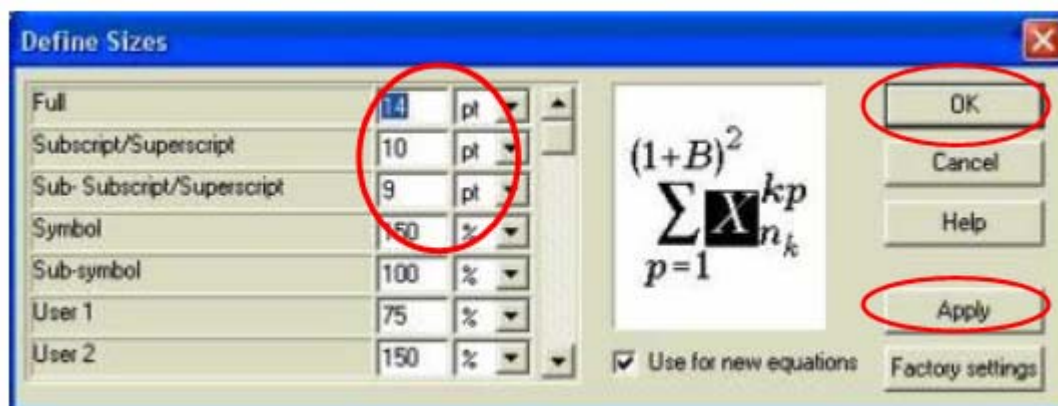 Define Sizes
Full 14 pt
Subscript/Superscript 10 pt
Sub- Subscript/Superscript 9 pt
Symbol 150 %
Sub-symbol 100 %
User 1 75 %
User 2 150 %
(1+B)²
∑ X kp
n k
p=1
Use for new equations
OK
Cancel
Help
Apply
Factory settings